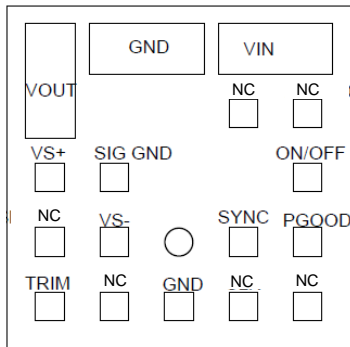 GND VIN
VOUT NC NC
VS+ SIG GND ON/OFF
NC VS- SYNC PGOOD
TRIM NC GND NC NC